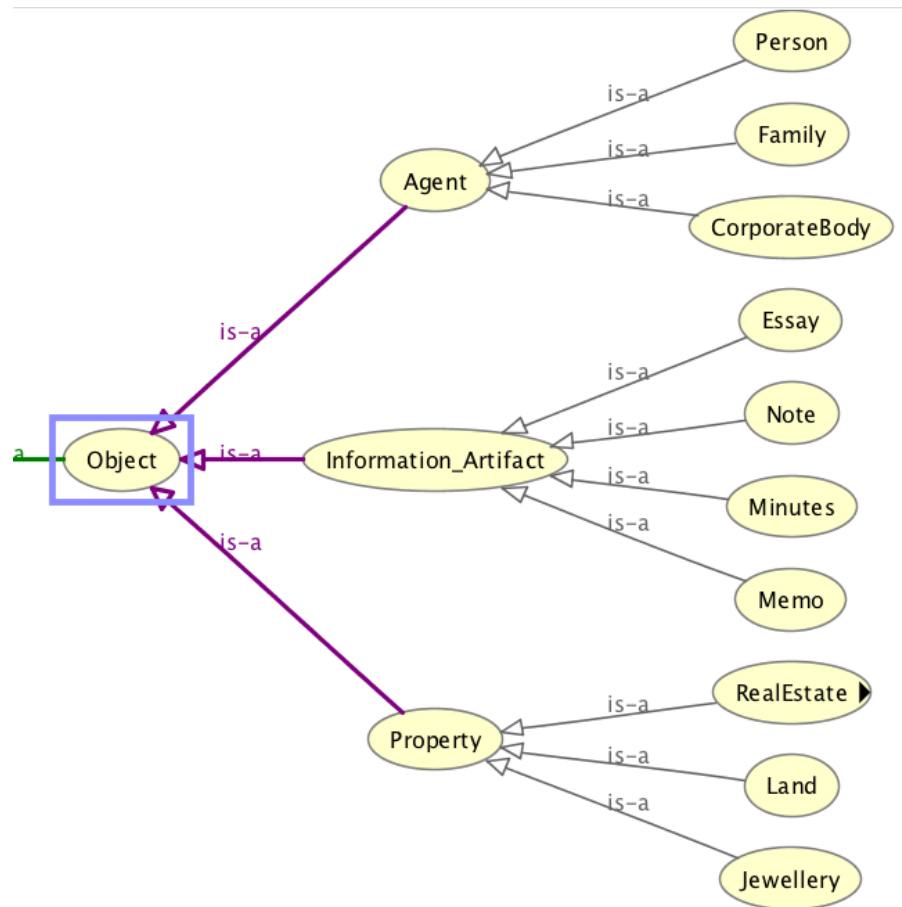 Person
is-a
Family
is-a
Agent
is-a
CorporateBody
is-a
Essay
is-a
Note
is-a
a
Object
is-a
Information_Artifact
is-a
Minutes
is-a
is-a
Memo
RealEstate
is-a
Property
is-a
Land
is-a
Jewellery